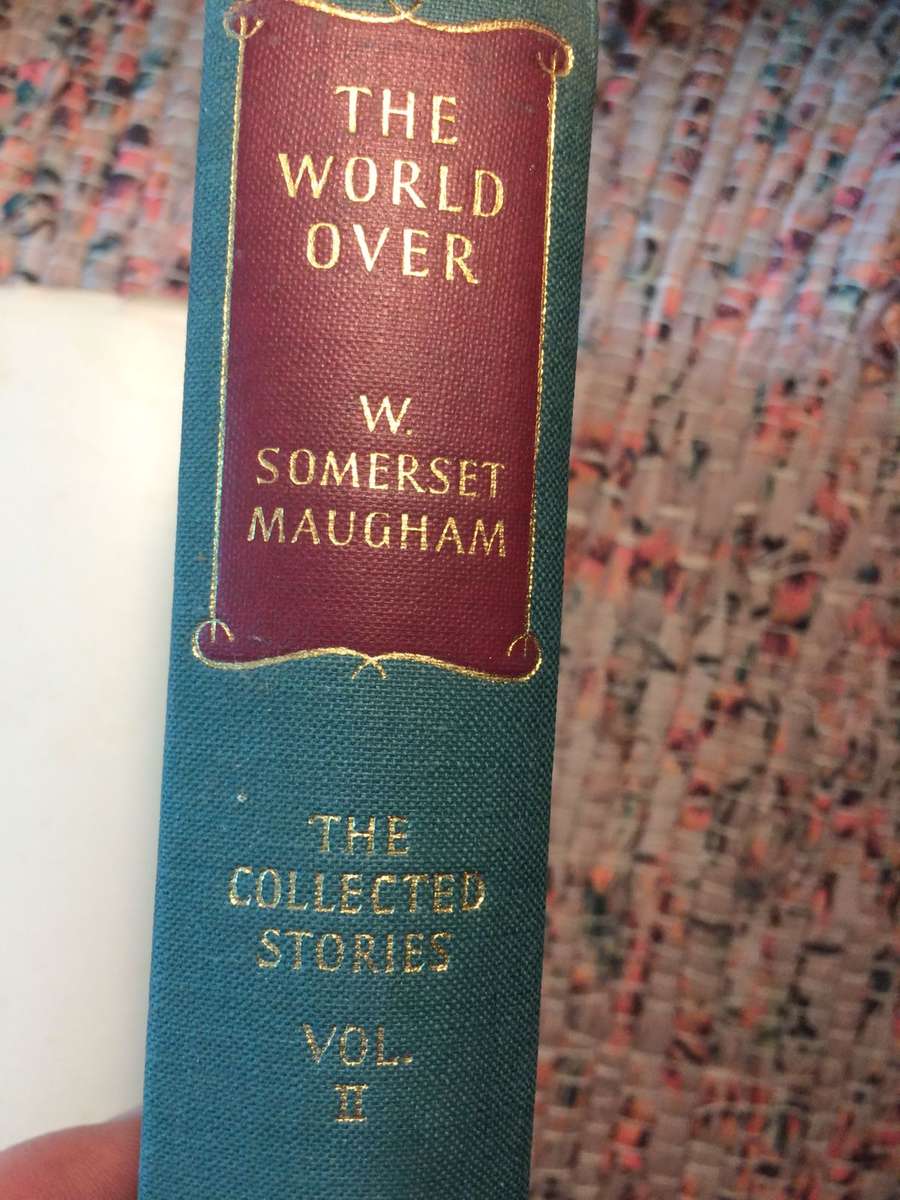 THE
WORLD
OVER
W.
SOMERSET
MAUGHAM
THE
COLLECTED
STORIES
VOL.
II